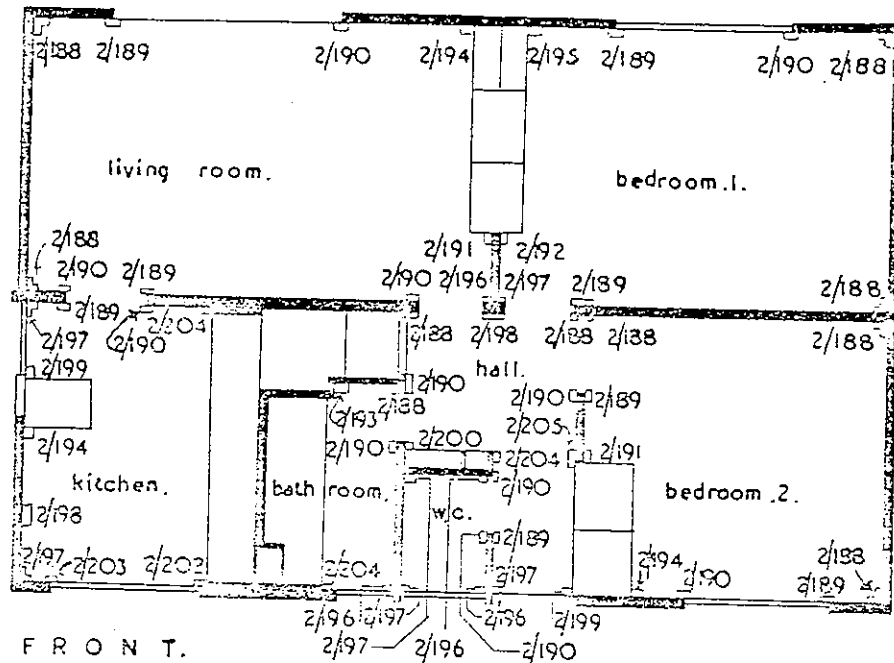 2/188 2/189 2/190 2/194 2/195 2/189 2/190 2/188
living room. bedroom.1.
2/188 2/191 2/192
2/190 2/189 2/190 2/196 2/197 2/189 2/188
2/189 2/204 2/188 2/198 2/188 2/188 2/188
2/197 2/190
2/199 hall.
2/190 2/190 2/189
2/193 2/188
2/205
2/194 2/190 2/200 2/204 2/191
kitchen. bath room. 2/190 bedroom.2.
w.c.
2/198 2/189
2/97 2/203 2/202 2/204 2/197 2/194 2/190 2/189 2/188
2/196 2/197 2/196 2/199
2/197 2/196 2/190
FRONT.